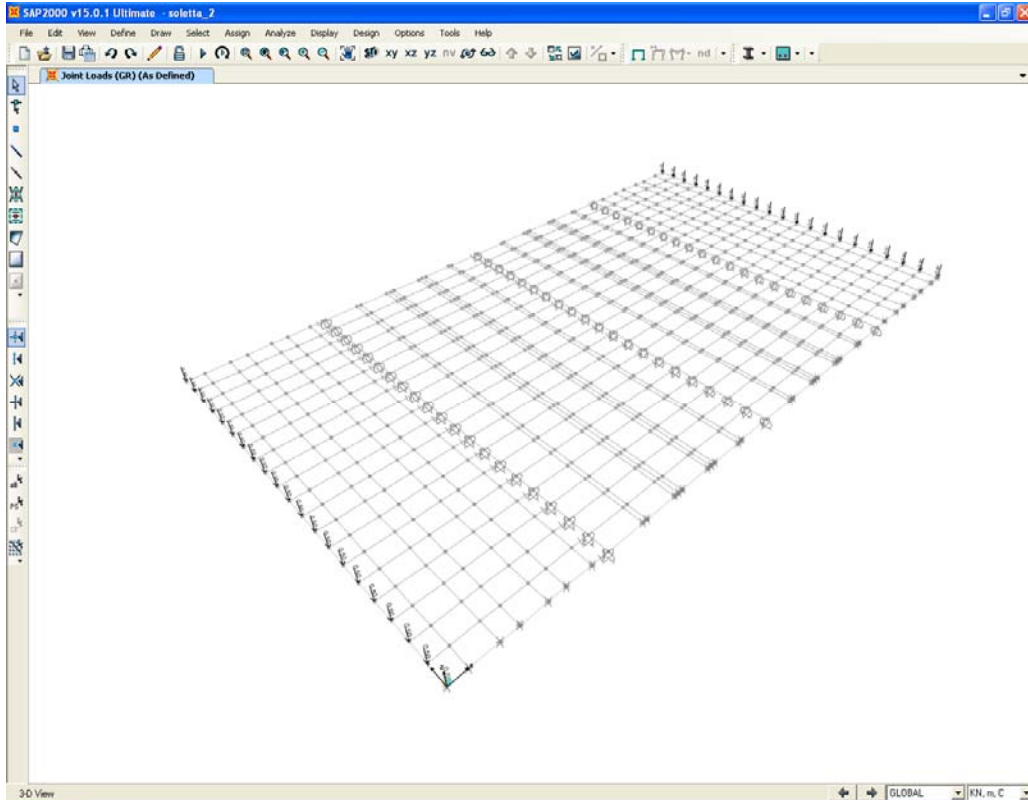 SAP2000 v15.0.1 Ultimate - soletta_2
File Edit View Define Draw Select Assign Analyze Display Design Options Tools Help
xy xz yz nv nd
Joint Loads (GR) (As Defined)
3-D View
GLOBAL
KN, m, C